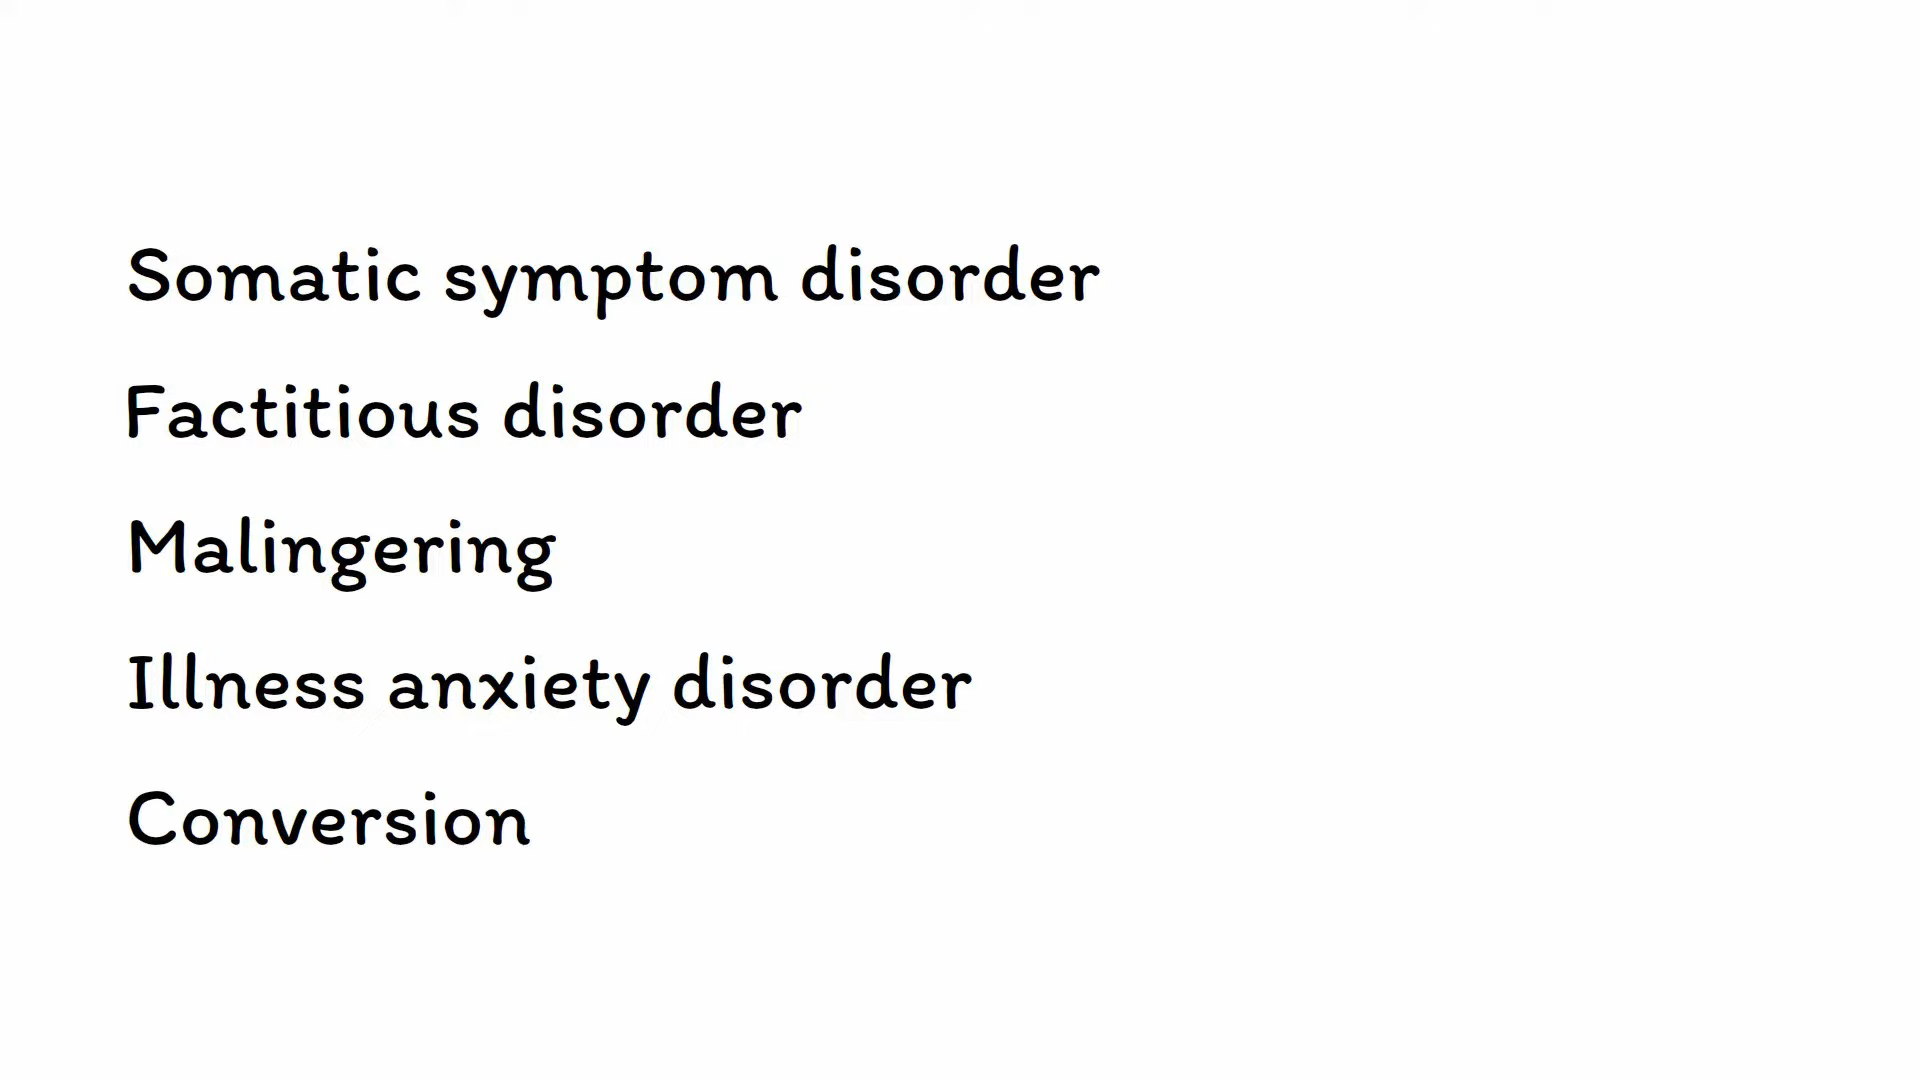 Somatic symptom disorder
Factitious disorder
Malingering
Illness anxiety disorder
Conversion